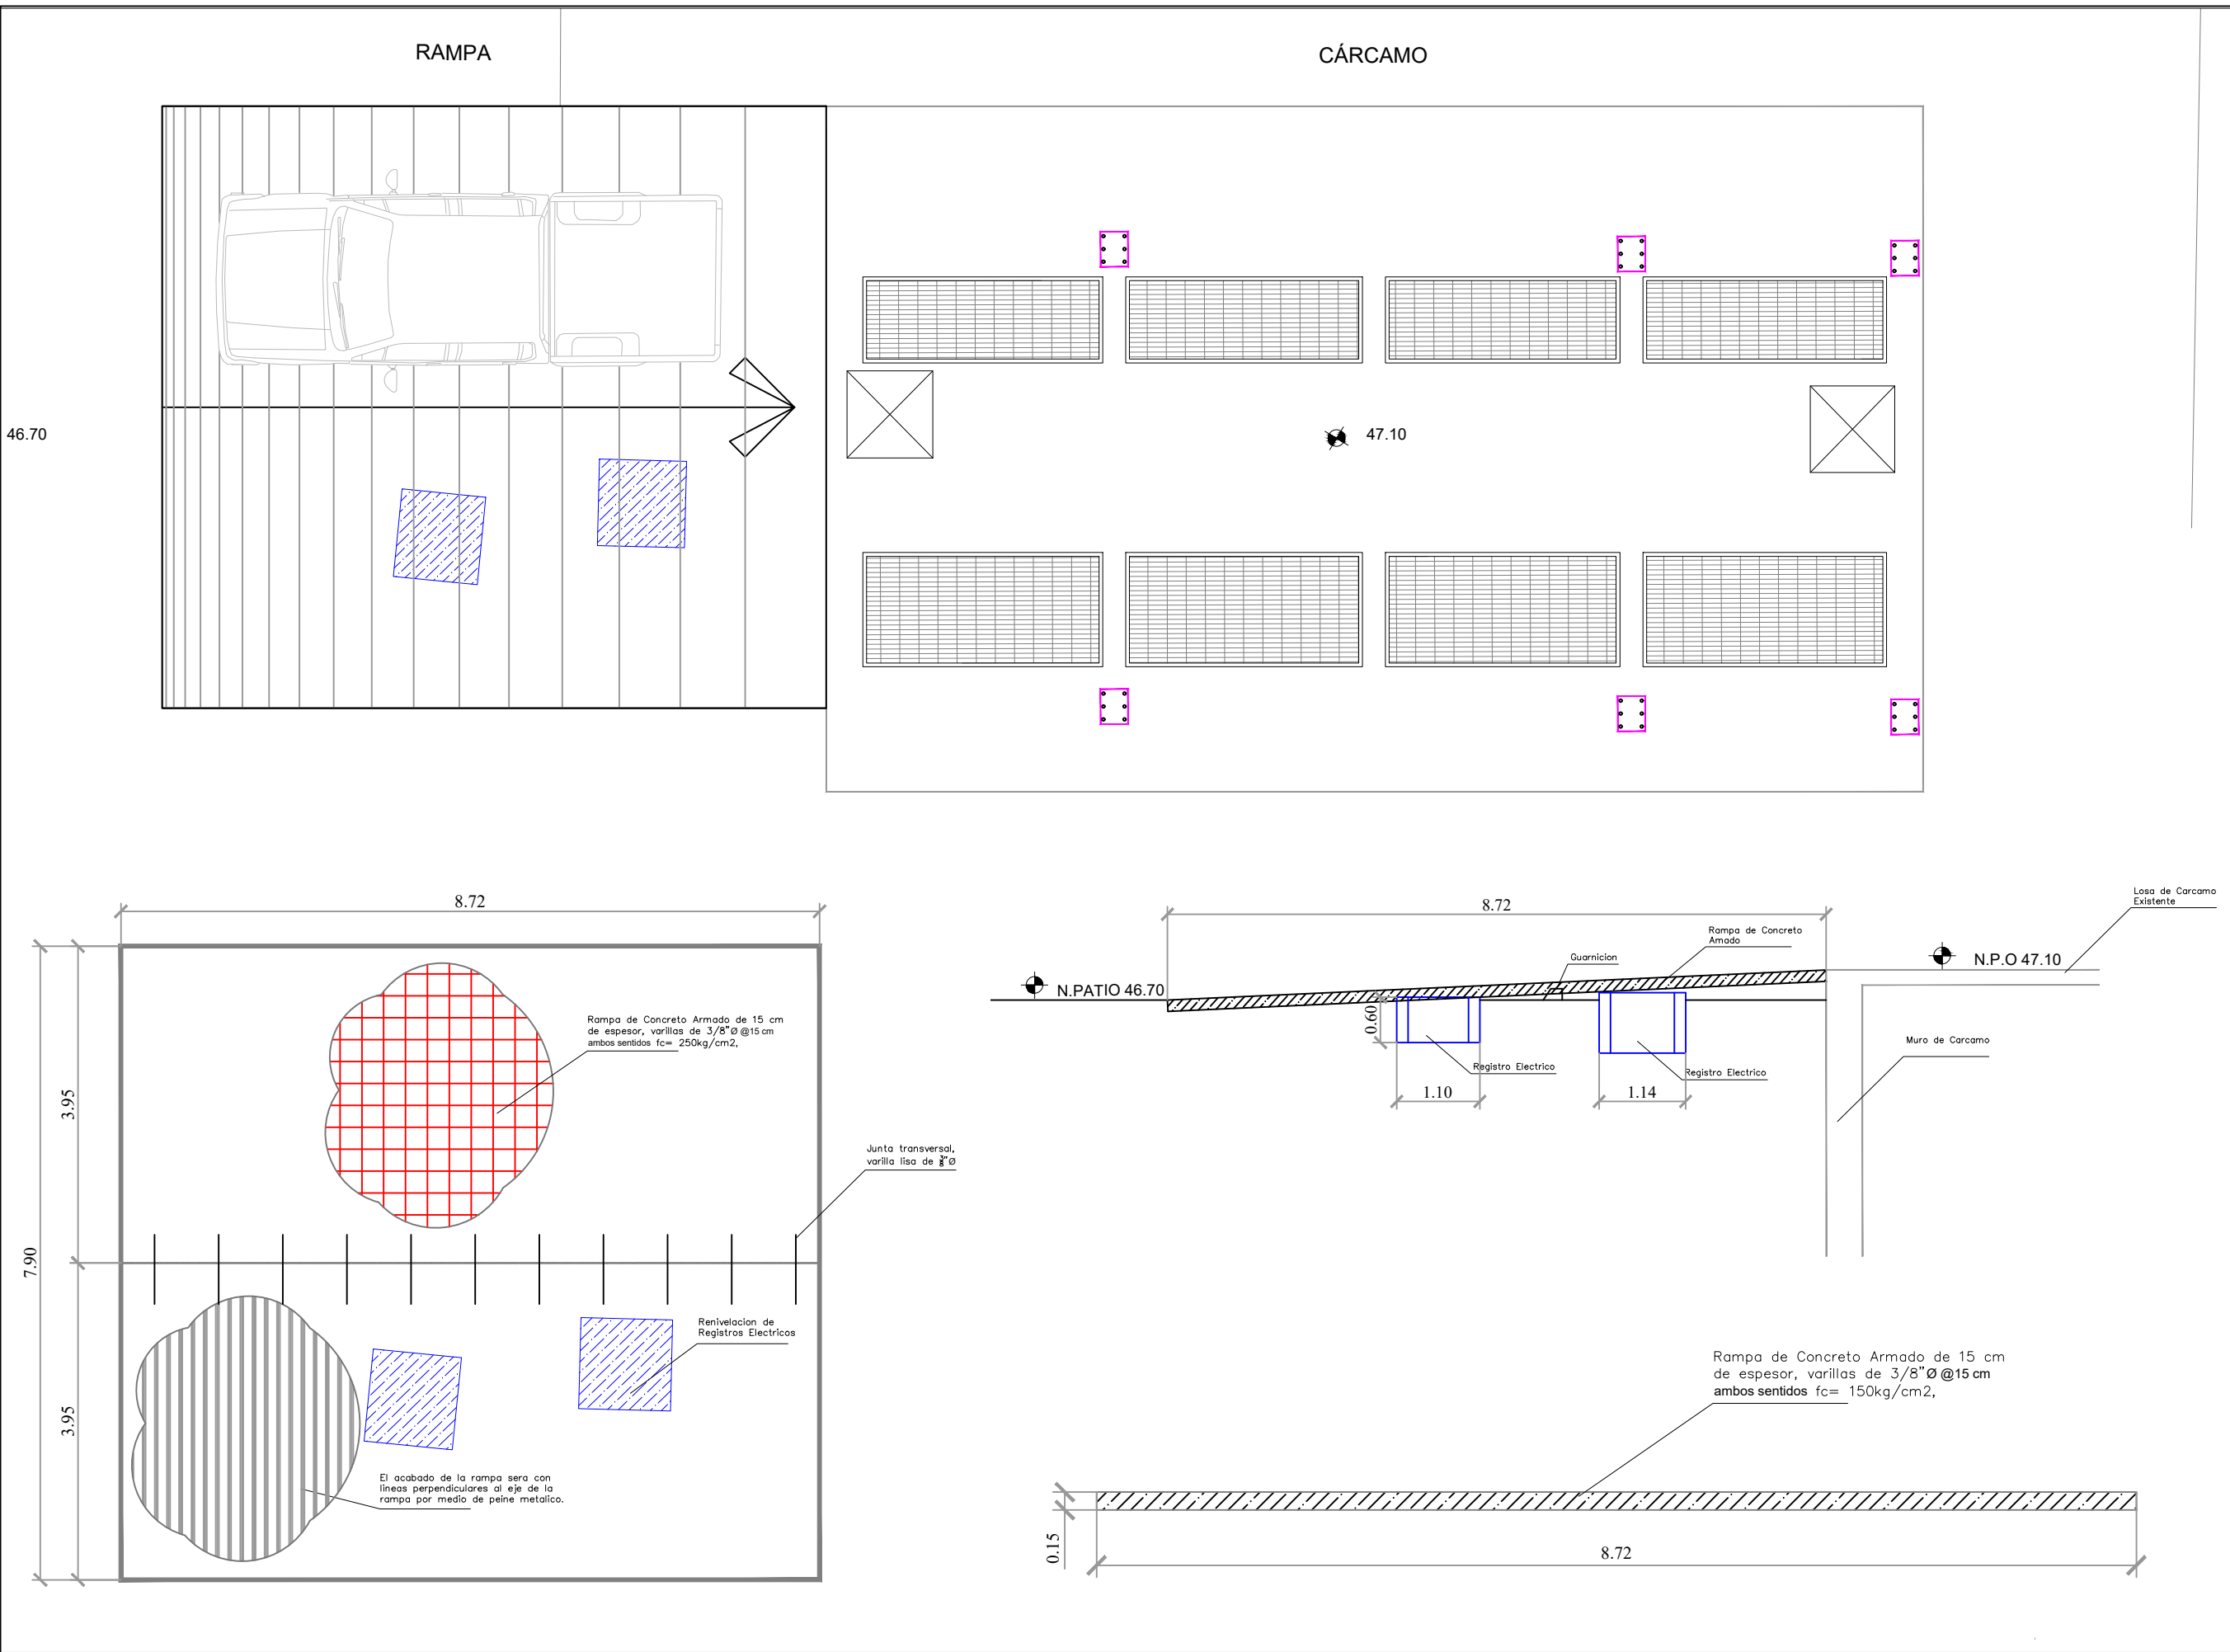 RAMPA
CÁRCAMO
46.70
47.10
8.72
7.90
3.95
3.95
Rampa de Concreto Armado de 15 cm
de espesor, varillas de 3/8"Ø @15 cm
ambos sentidos fc= 250kg/cm2,
Junta transversal,
varilla lisa de 3/8"Ø
Renivelacion de
Registros Electricos
El acabado de la rampa sera con
lineas perpendiculares al eje de la
rampa por medio de peine metalico.
8.72
Losa de Carcamo
Existente
Rampa de Concreto
Amado
Guarnicion
N.PATIO 46.70
N.P.O 47.10
0.60
Registro Electrico
Registro Electrico
1.10
1.14
Muro de Carcamo
Rampa de Concreto Armado de 15 cm
de espesor, varillas de 3/8"Ø @15 cm
ambos sentidos fc= 150kg/cm2,
0.15
8.72